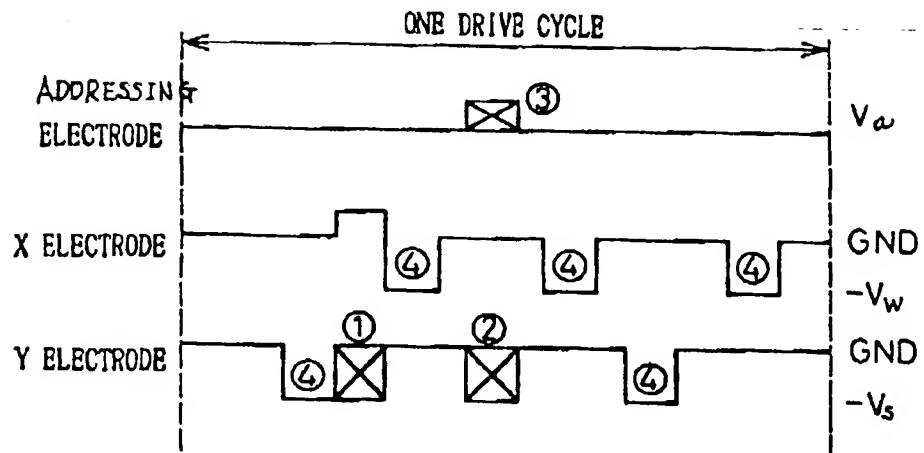 ONE DRIVE CYCLE
ADDRESSING
ELECTRODE
③
Va
X ELECTRODE
④
④
④
GND
-Vw
①
②
Y ELECTRODE
④
④
GND
-Vs